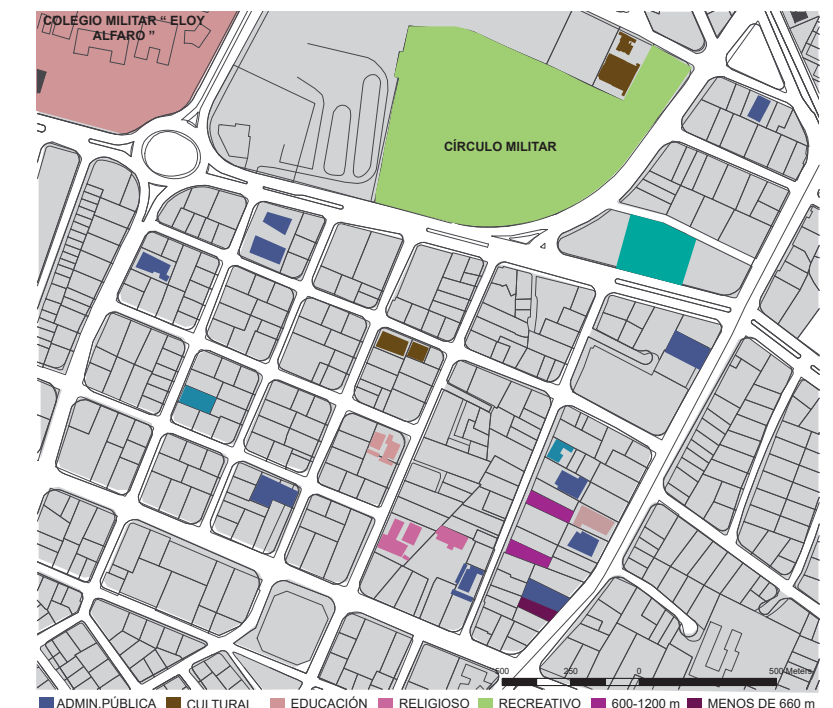 COLEGIO MILITAR “ ELOY
ALFARO ”
CÍRCULO MILITAR
500 250 0 500 Meters
ADMIN.PÚBLICA CULTURAL EDUCACIÓN RELIGIOSO RECREATIVO 600-1200 m MENOS DE 660 m